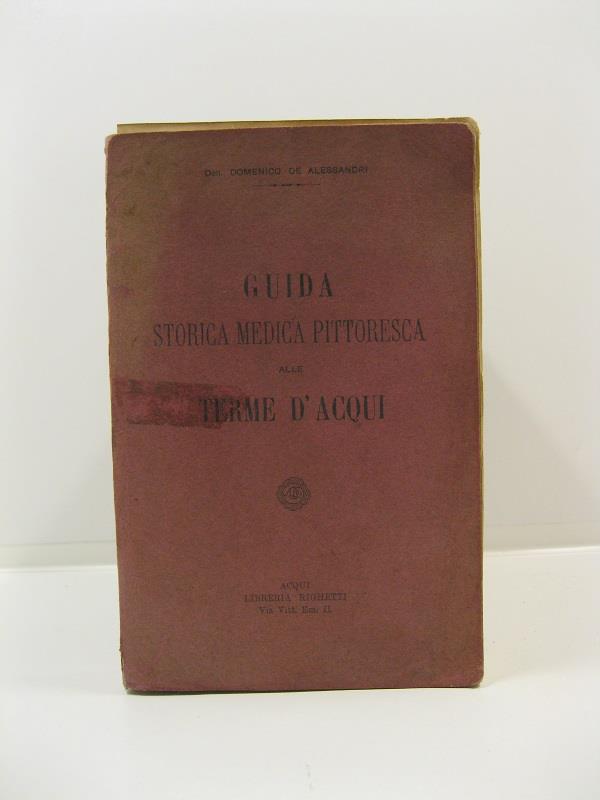 Dott. DOMENICO DE ALESSANDRI
GUIDA
STORICA MEDICA PITTORESCA
ALLE
TERME D'ACQUI
ACQUI
LIBRERIA RIGHETTI
Via Vitt. Em. II.